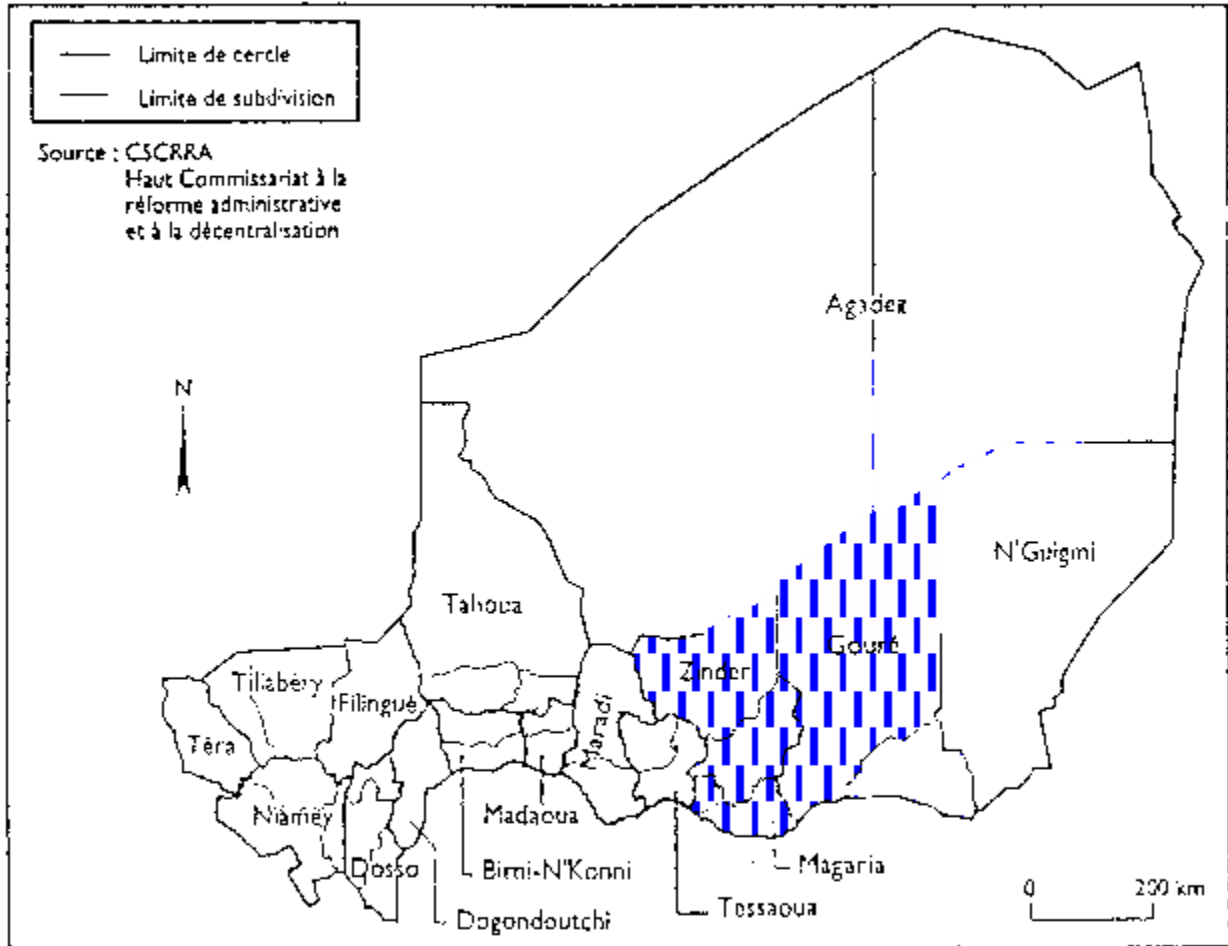 Limite de cercle
Limite de subdivision
Source : CSCRRA
Haut Commissariat à la
réforme administrative
et à la décentralisation
N
Agadez
N'Guigmi
Tahoua
Gouré
Zinder
Tillabéry
Filingué
Maradi
Téra
Niamey
Madaoua
Dosso
Birni-N'Konni
Magaria
Dogondoutchi
Tessaoua
0 200 km